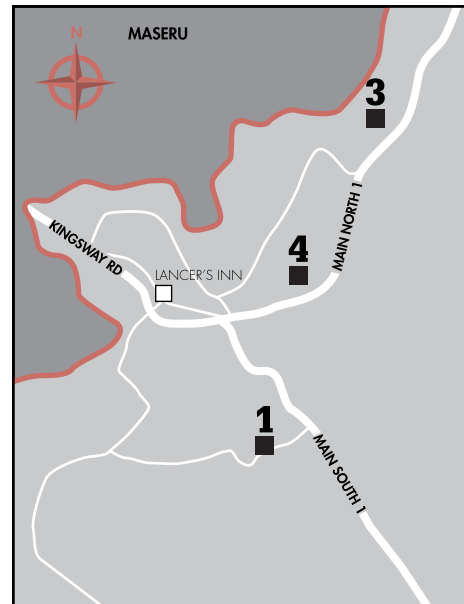 N
MASERU
3
KINGSWAY RD
LANCER'S INN
4
MAIN NORTH 1
1
MAIN SOUTH 1